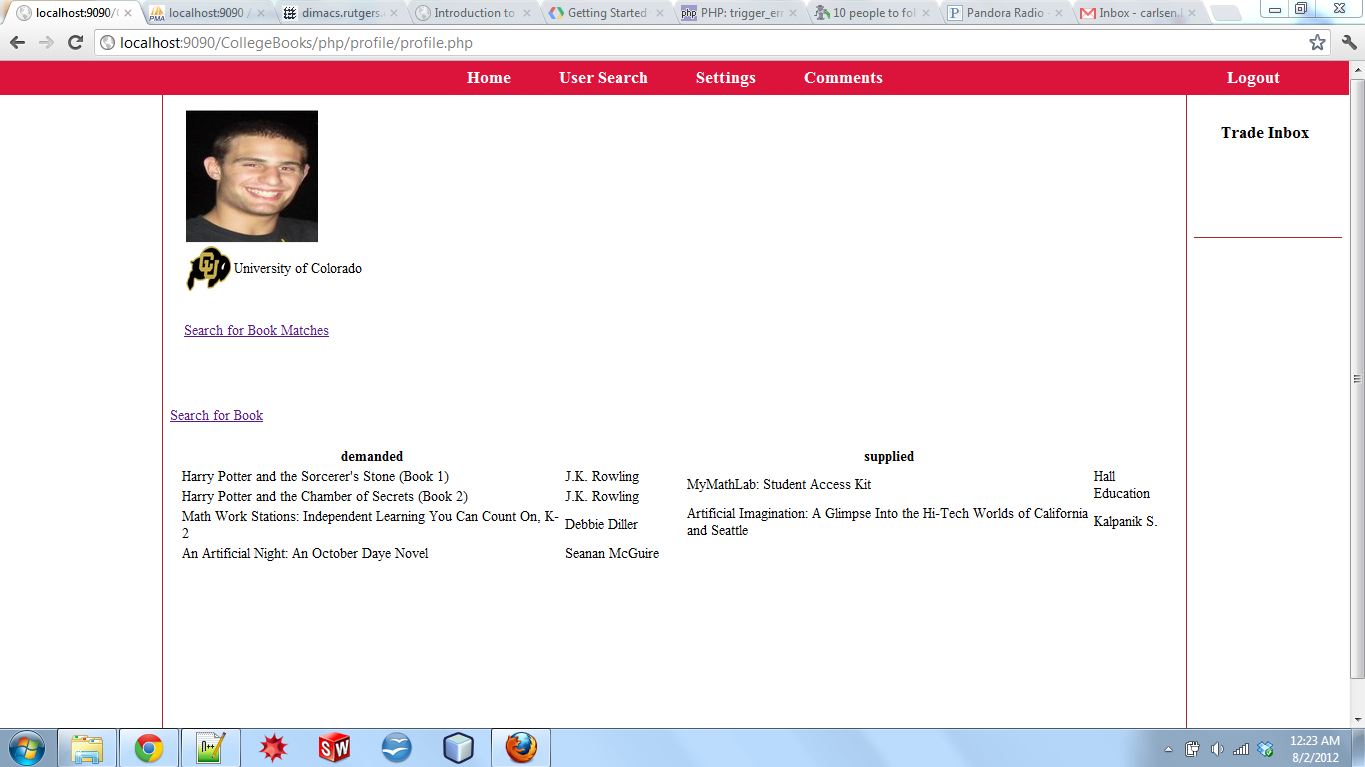 localhost:9090/
localhost:9090 /
dimacs.rutgers.
Introduction to
Getting Started
PHP: trigger_err
10 people to fol
Pandora Radio
Inbox - carlsen.
localhost:9090/CollegeBooks/php/profile/profile.php
Home User Search Settings Comments Logout
Trade Inbox
CU
University of Colorado
Search for Book Matches
Search for Book
demanded
Harry Potter and the Sorcerer's Stone (Book 1) J.K. Rowling
Harry Potter and the Chamber of Secrets (Book 2) J.K. Rowling
Math Work Stations: Independent Learning You Can Count On, K-
2
Debbie Diller
An Artificial Night: An October Daye Novel Seanan McGuire
supplied
MyMathLab: Student Access Kit
Hall
Education
Artificial Imagination: A Glimpse Into the Hi-Tech Worlds of California
and Seattle
Kalpanik S.
12:23 AM
8/2/2012